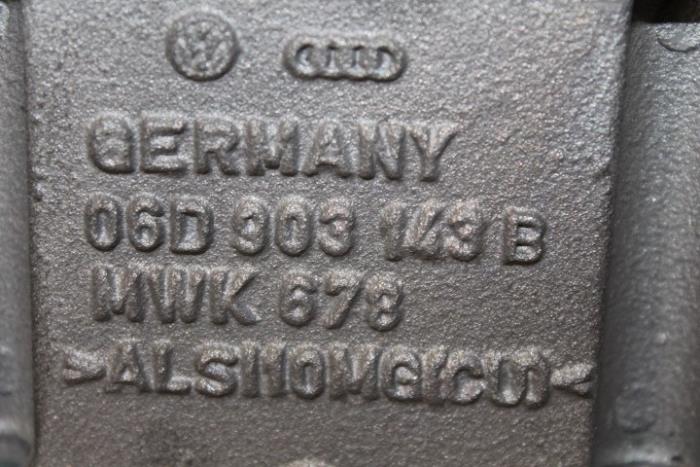 GERMANY
06D 903 143 B
MWK 678
>ALSI10MG(CU)<